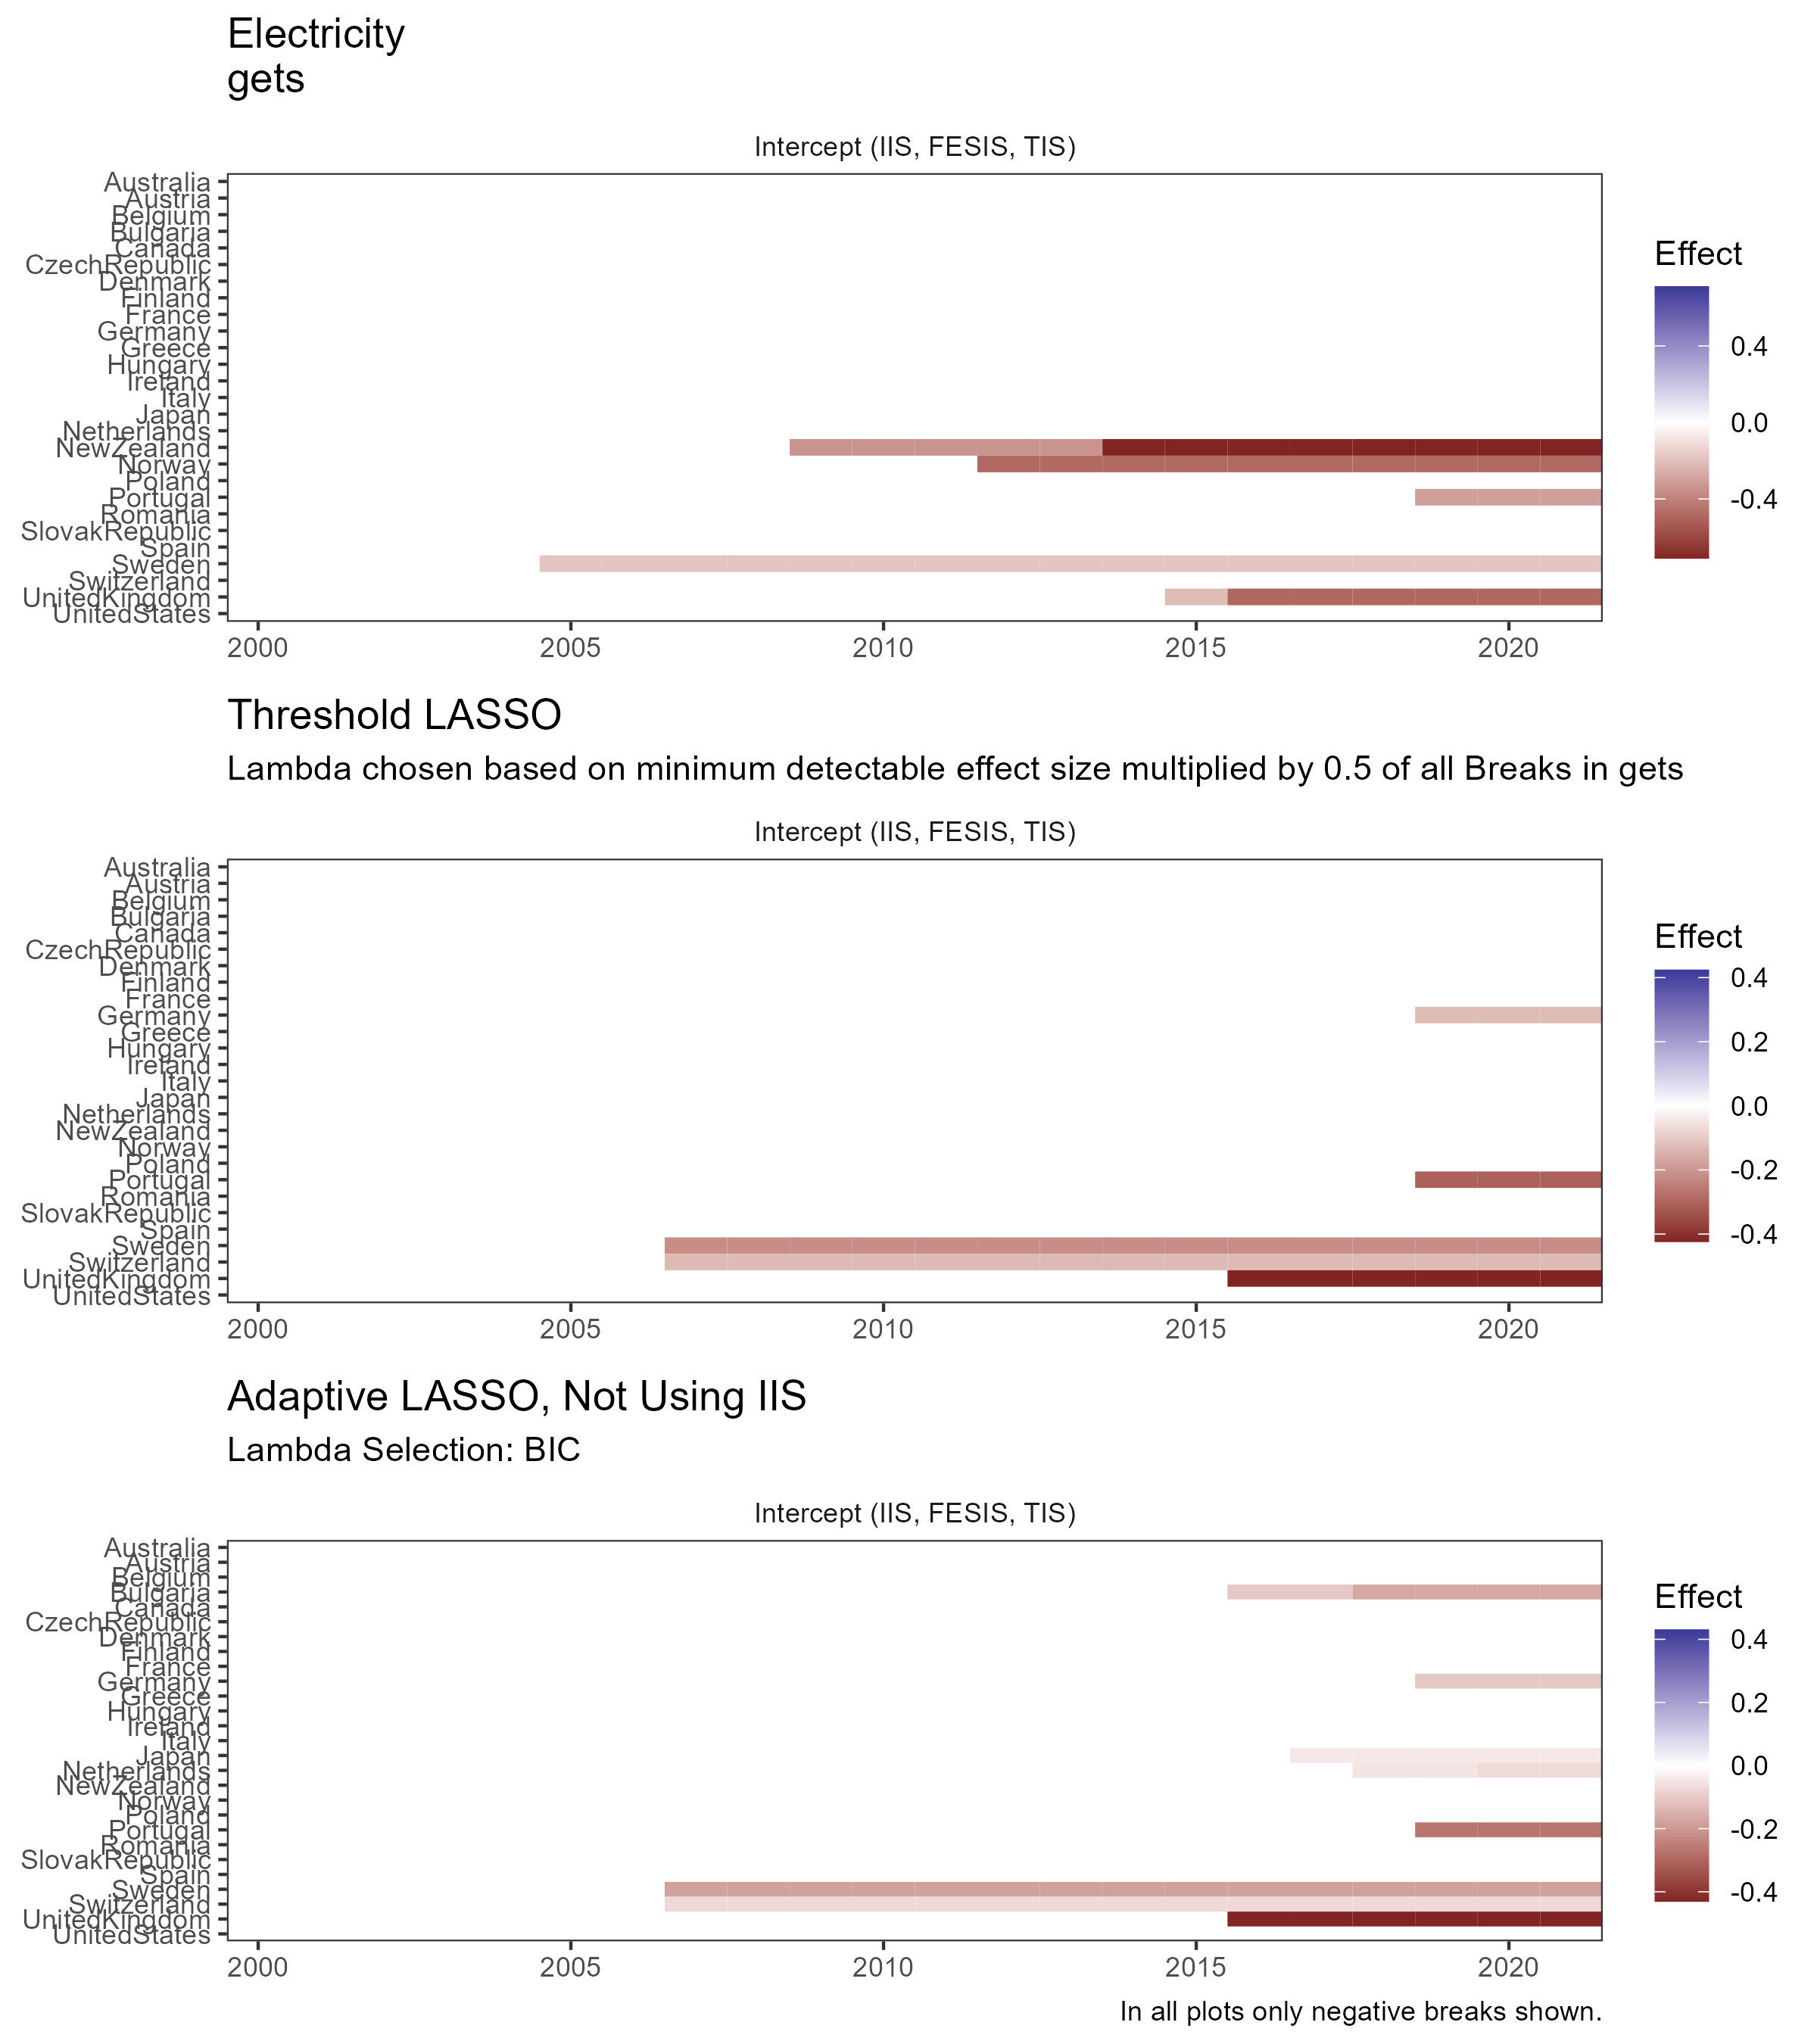 Electricity
gets
Intercept (IIS, FESIS, TIS)
Australia
Austria
Belgium
Bulgaria
Canada
CzechRepublic
Denmark
Finland
France
Germany
Greece
Hungary
Ireland
Italy
Japan
Netherlands
NewZealand
Norway
Poland
Portugal
Romania
SlovakRepublic
Spain
Sweden
Switzerland
UnitedKingdom
UnitedStates
2000 2005 2010 2015 2020
Effect
0.4
0.0
-0.4
Threshold LASSO
Lambda chosen based on minimum detectable effect size multiplied by 0.5 of all Breaks in gets
Intercept (IIS, FESIS, TIS)
Australia
Austria
Belgium
Bulgaria
Canada
CzechRepublic
Denmark
Finland
France
Germany
Greece
Hungary
Ireland
Italy
Japan
Netherlands
NewZealand
Norway
Poland
Portugal
Romania
SlovakRepublic
Spain
Sweden
Switzerland
UnitedKingdom
UnitedStates
2000 2005 2010 2015 2020
Effect
0.4
0.2
0.0
-0.2
-0.4
Adaptive LASSO, Not Using IIS
Lambda Selection: BIC
Intercept (IIS, FESIS, TIS)
Australia
Austria
Belgium
Bulgaria
Canada
CzechRepublic
Denmark
Finland
France
Germany
Greece
Hungary
Ireland
Italy
Japan
Netherlands
NewZealand
Norway
Poland
Portugal
Romania
SlovakRepublic
Spain
Sweden
Switzerland
UnitedKingdom
UnitedStates
2000 2005 2010 2015 2020
Effect
0.4
0.2
0.0
-0.2
-0.4
In all plots only negative breaks shown.